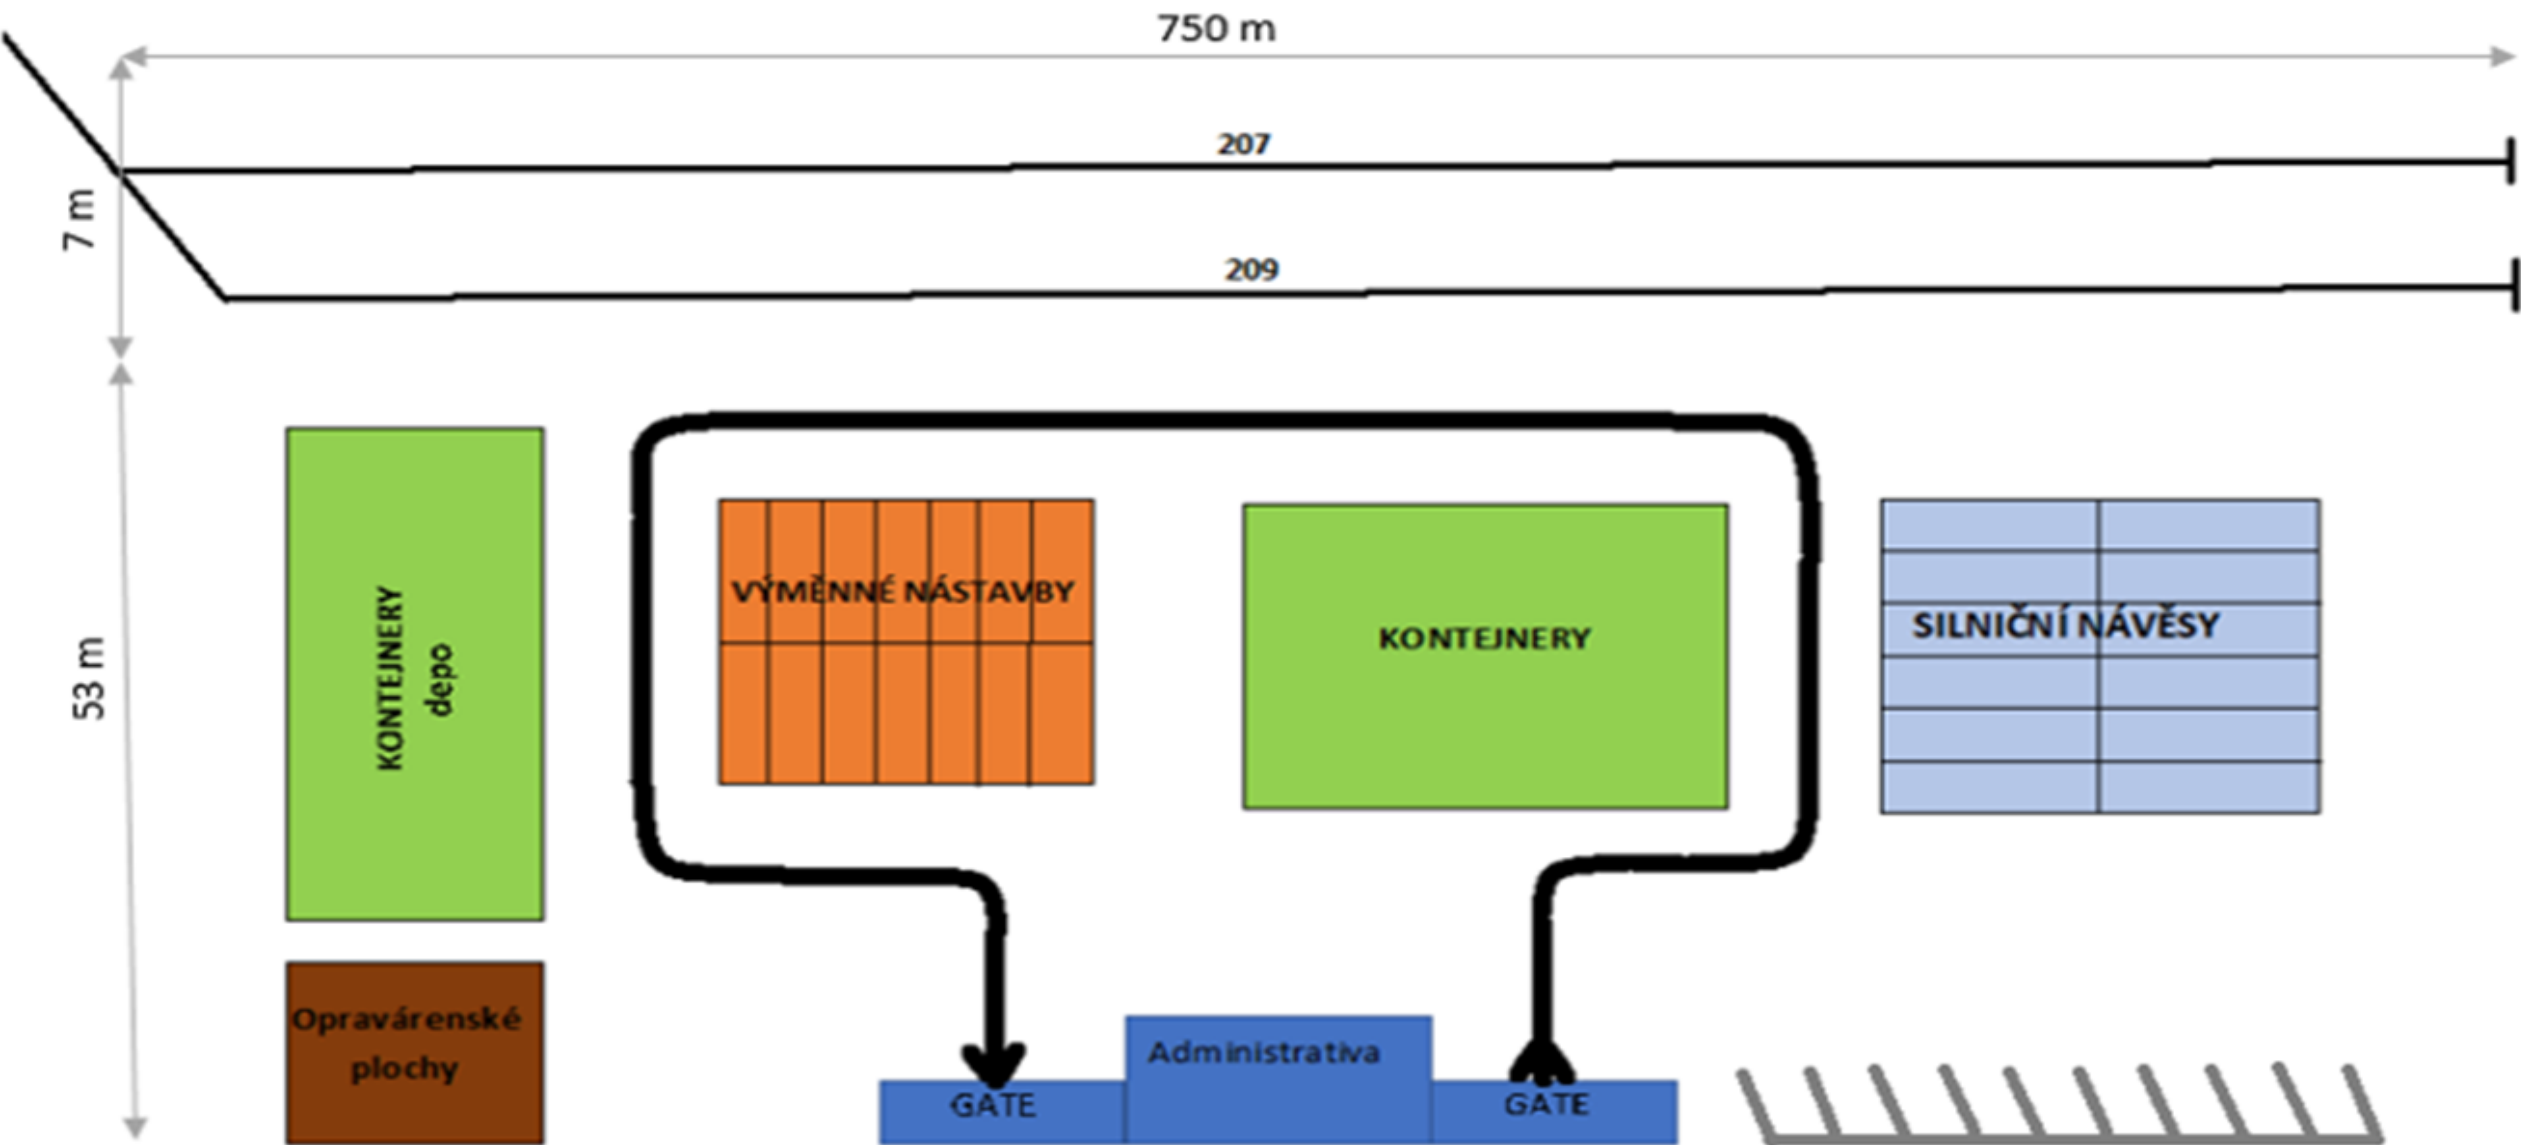 750 m
207
7 m
209
53 m
KONTEJNERY
depo
VÝMĚNNÉ NÁSTAVBY
KONTEJNERY
SILNIČNÍ NÁVĚSY
Opravárenské
plochy
Administrativa
GATE
GATE